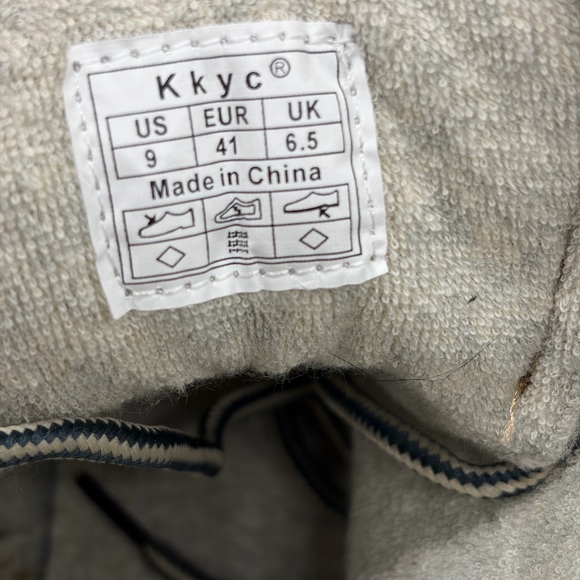 Kkyc®
US EUR UK
9 41 6.5
Made in China